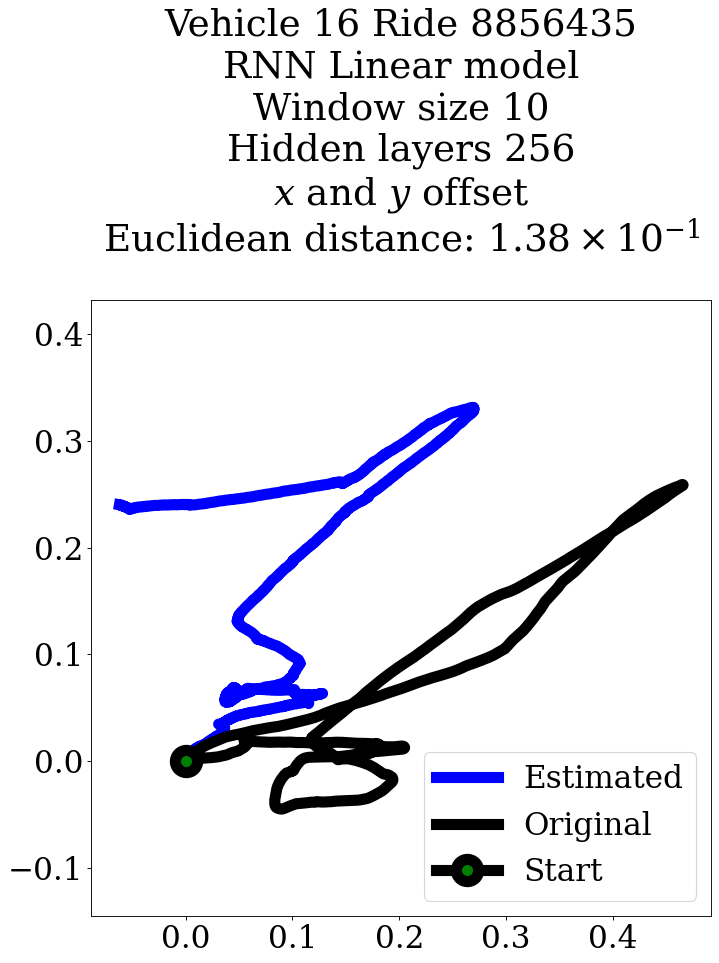 Vehicle 16 Ride 8856435
RNN Linear model
Window size 10
Hidden layers 256
x and y offset
Euclidean distance: 1.38 × 10⁻¹
0.4
0.3
0.2
0.1
0.0
−0.1
Estimated
Original
Start
0.0 0.1 0.2 0.3 0.4